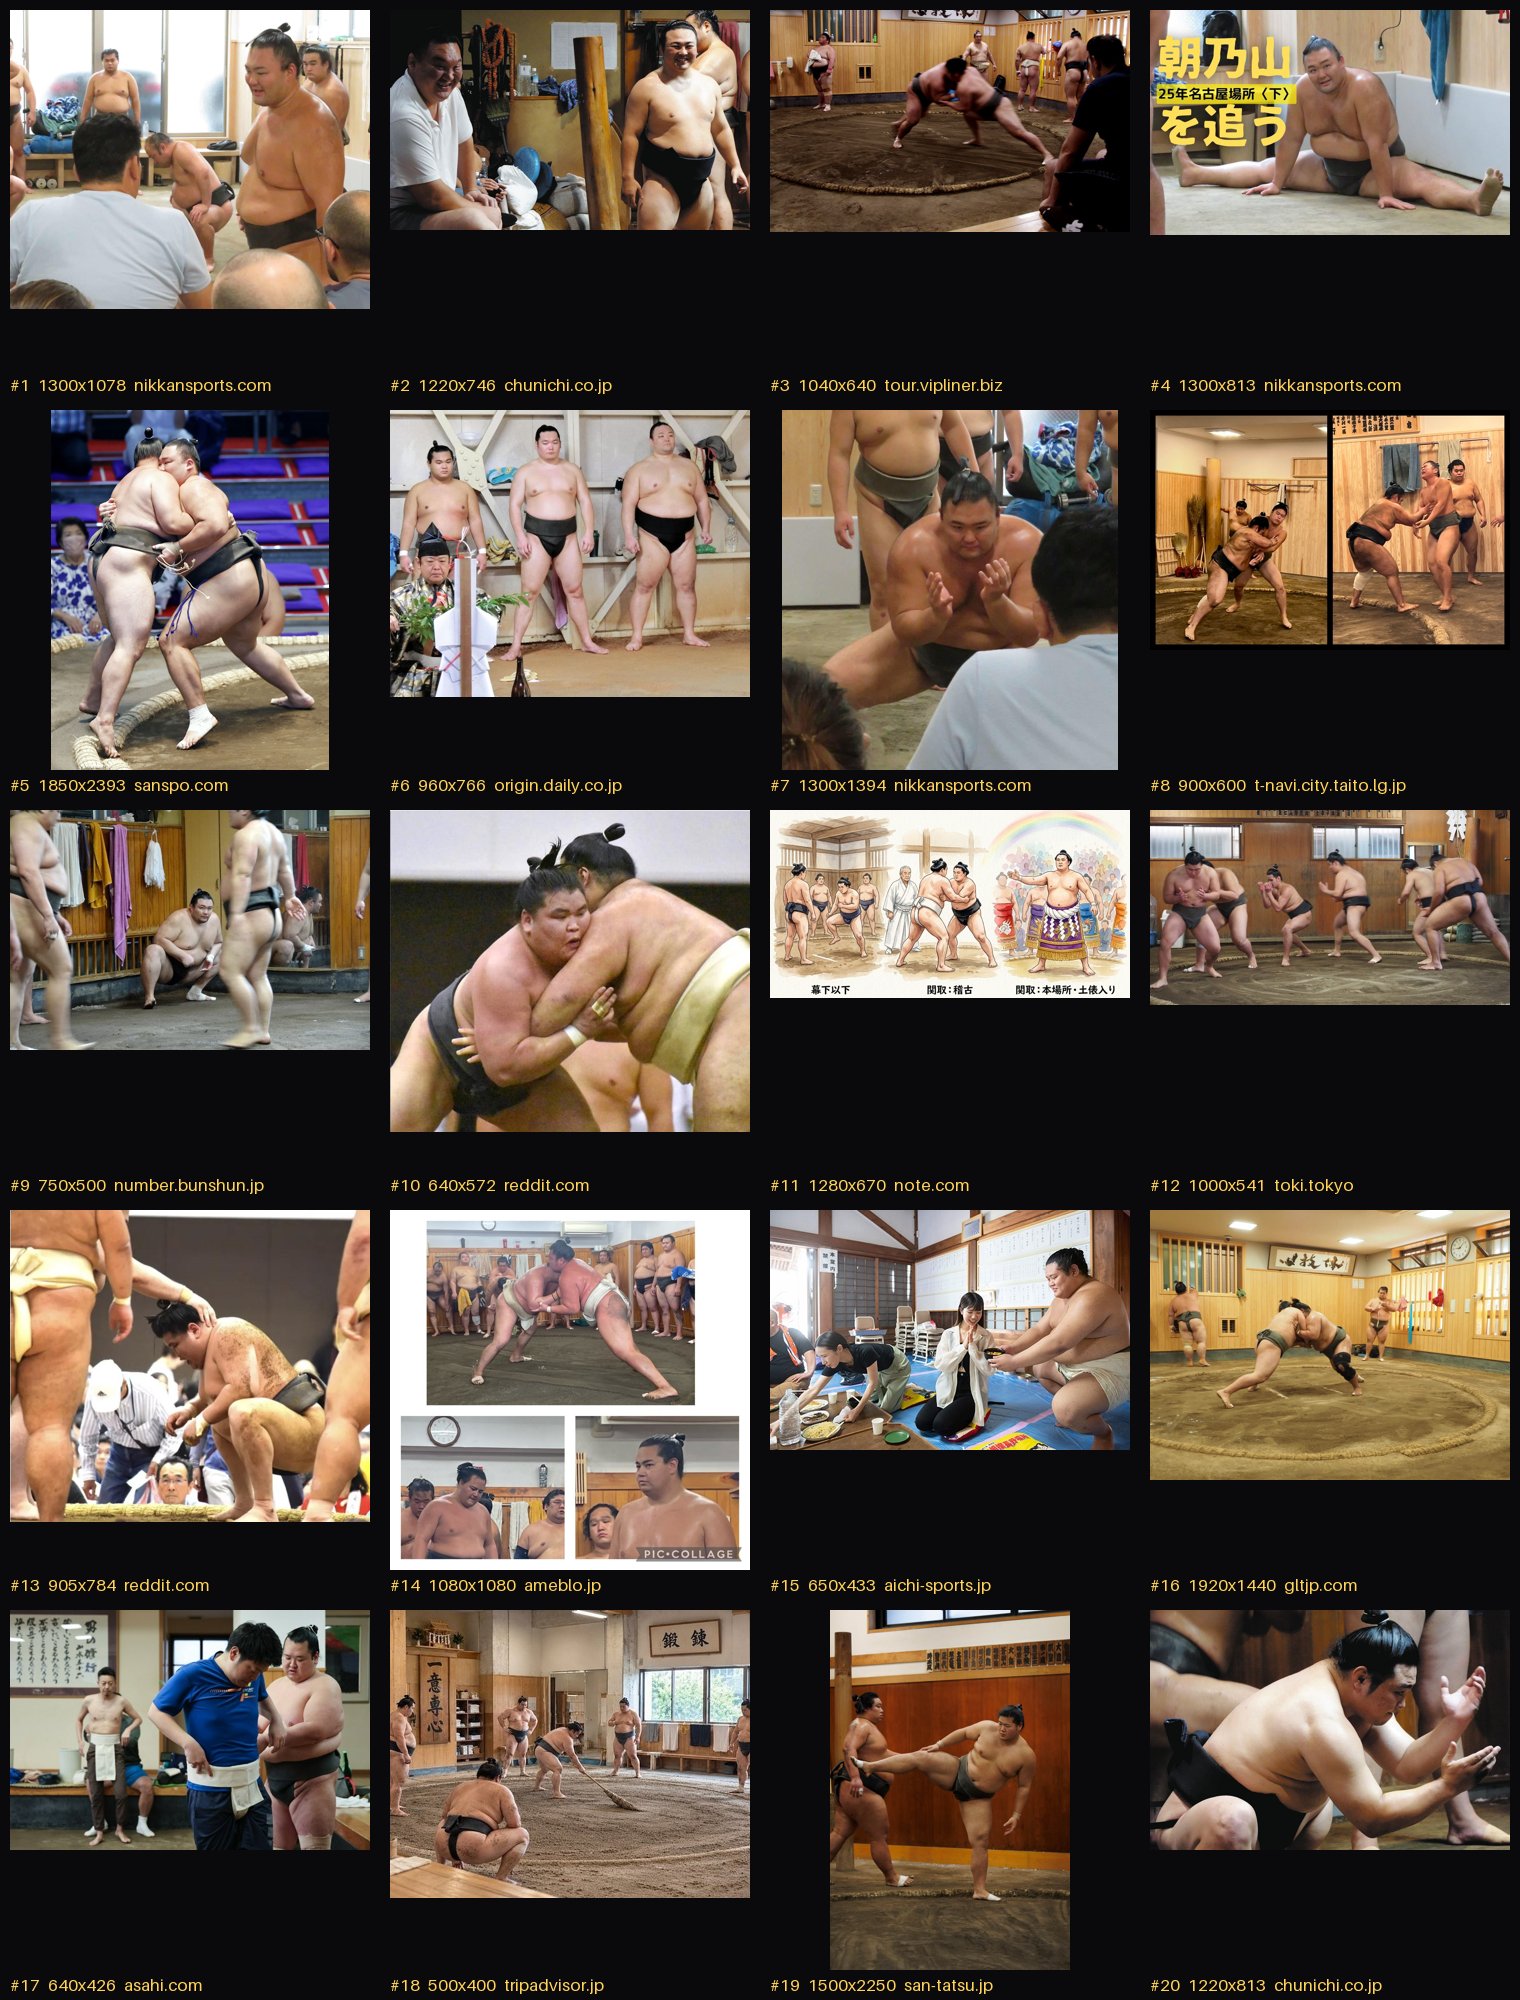 朝乃山
25年名古屋場所〈下〉
を追う
#1 1300x1078 nikkansports.com
#2 1220x746 chunichi.co.jp
#3 1040x640 tour.vipliner.biz
#4 1300x813 nikkansports.com
#5 1850x2393 sanspo.com
#6 960x766 origin.daily.co.jp
#7 1300x1394 nikkansports.com
#8 900x600 t-navi.city.taito.lg.jp
幕下以下
関取:稽古
関取:本場所・土俵入り
#9 750x500 number.bunshun.jp
#10 640x572 reddit.com
#11 1280x670 note.com
#12 1000x541 toki.tokyo
PIC•COLLAGE
#13 905x784 reddit.com
#14 1080x1080 ameblo.jp
#15 650x433 aichi-sports.jp
#16 1920x1440 gltjp.com
鍛錬
一意専心
#17 640x426 asahi.com
#18 500x400 tripadvisor.jp
#19 1500x2250 san-tatsu.jp
#20 1220x813 chunichi.co.jp